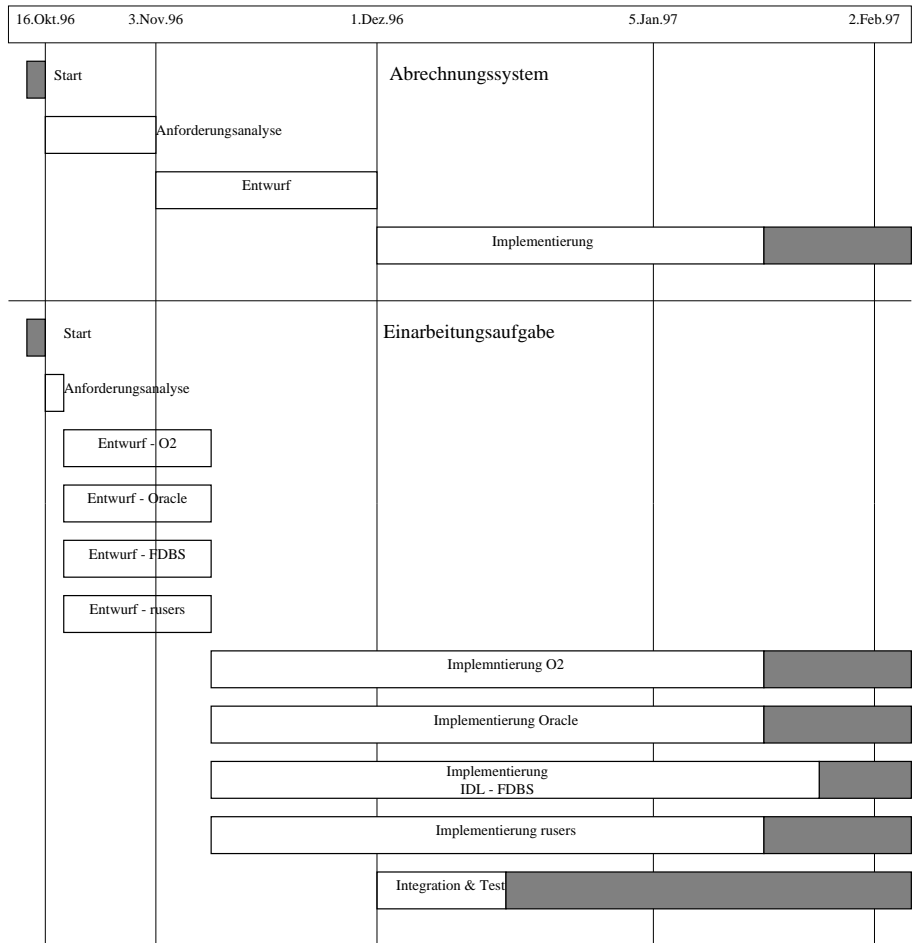 16.Okt.96 3.Nov.96 1.Dez.96 5.Jan.97 2.Feb.97
Start
Abrechnungssystem
Anforderungsanalyse
Entwurf
Implementierung
Start
Einarbeitungsaufgabe
Anforderungsanalyse
Entwurf - O2
Entwurf - Oracle
Entwurf - FDBS
Entwurf - rusers
Implemntierung O2
Implementierung Oracle
Implementierung
IDL - FDBS
Implementierung rusers
Integration & Test